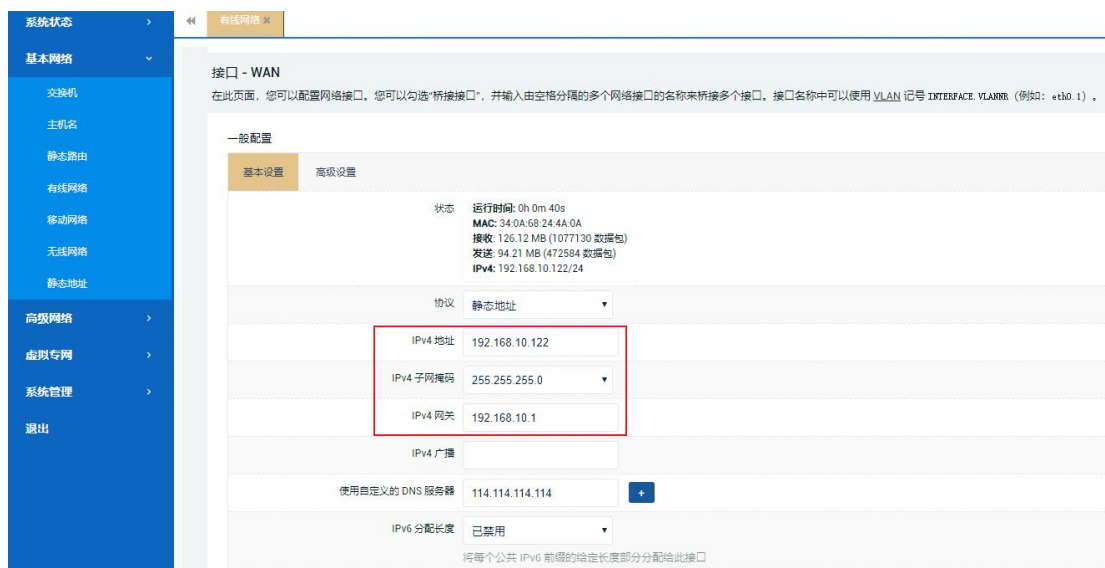 系统状态
有线网络
基本网络
交换机
主机名
静态路由
有线网络
移动网络
无线网络
静态地址
高级网络
虚拟专网
系统管理
退出
接口 - WAN
在此页面，您可以配置网络接口。您可以勾选“桥接接口”，并输入由空格分隔的多个网络接口的名称来桥接多个接口。接口名称中可以使用 VLAN 记号 INTERFACE.VLANNR（例如：eth0.1）。
一般配置
基本设置 高级设置
状态 运行时间: 0h 0m 40s
MAC: 34:0A:68:24:4A:0A
接收: 126.12 MB (1077130 数据包)
发送: 94.21 MB (472584 数据包)
IPv4: 192.168.10.122/24
协议 静态地址
IPv4 地址 192.168.10.122
IPv4 子网掩码 255.255.255.0
IPv4 网关 192.168.10.1
IPv4 广播
使用自定义的 DNS 服务器 114.114.114.114 +
IPv6 分配长度 已禁用
将每个公共 IPv6 前缀的给定长度部分分配给此接口